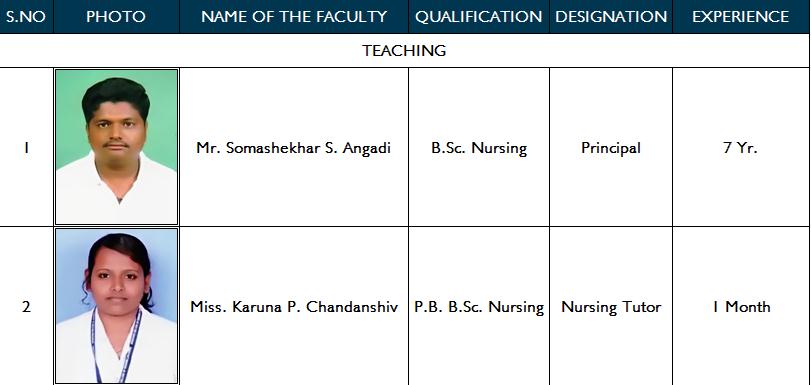 S.NO PHOTO NAME OF THE FACULTY QUALIFICATION DESIGNATION EXPERIENCE
TEACHING
1 Mr. Somashekhar S. Angadi B.Sc. Nursing Principal 7 Yr.
2 Miss. Karuna P. Chandanshiv P.B. B.Sc. Nursing Nursing Tutor 1 Month